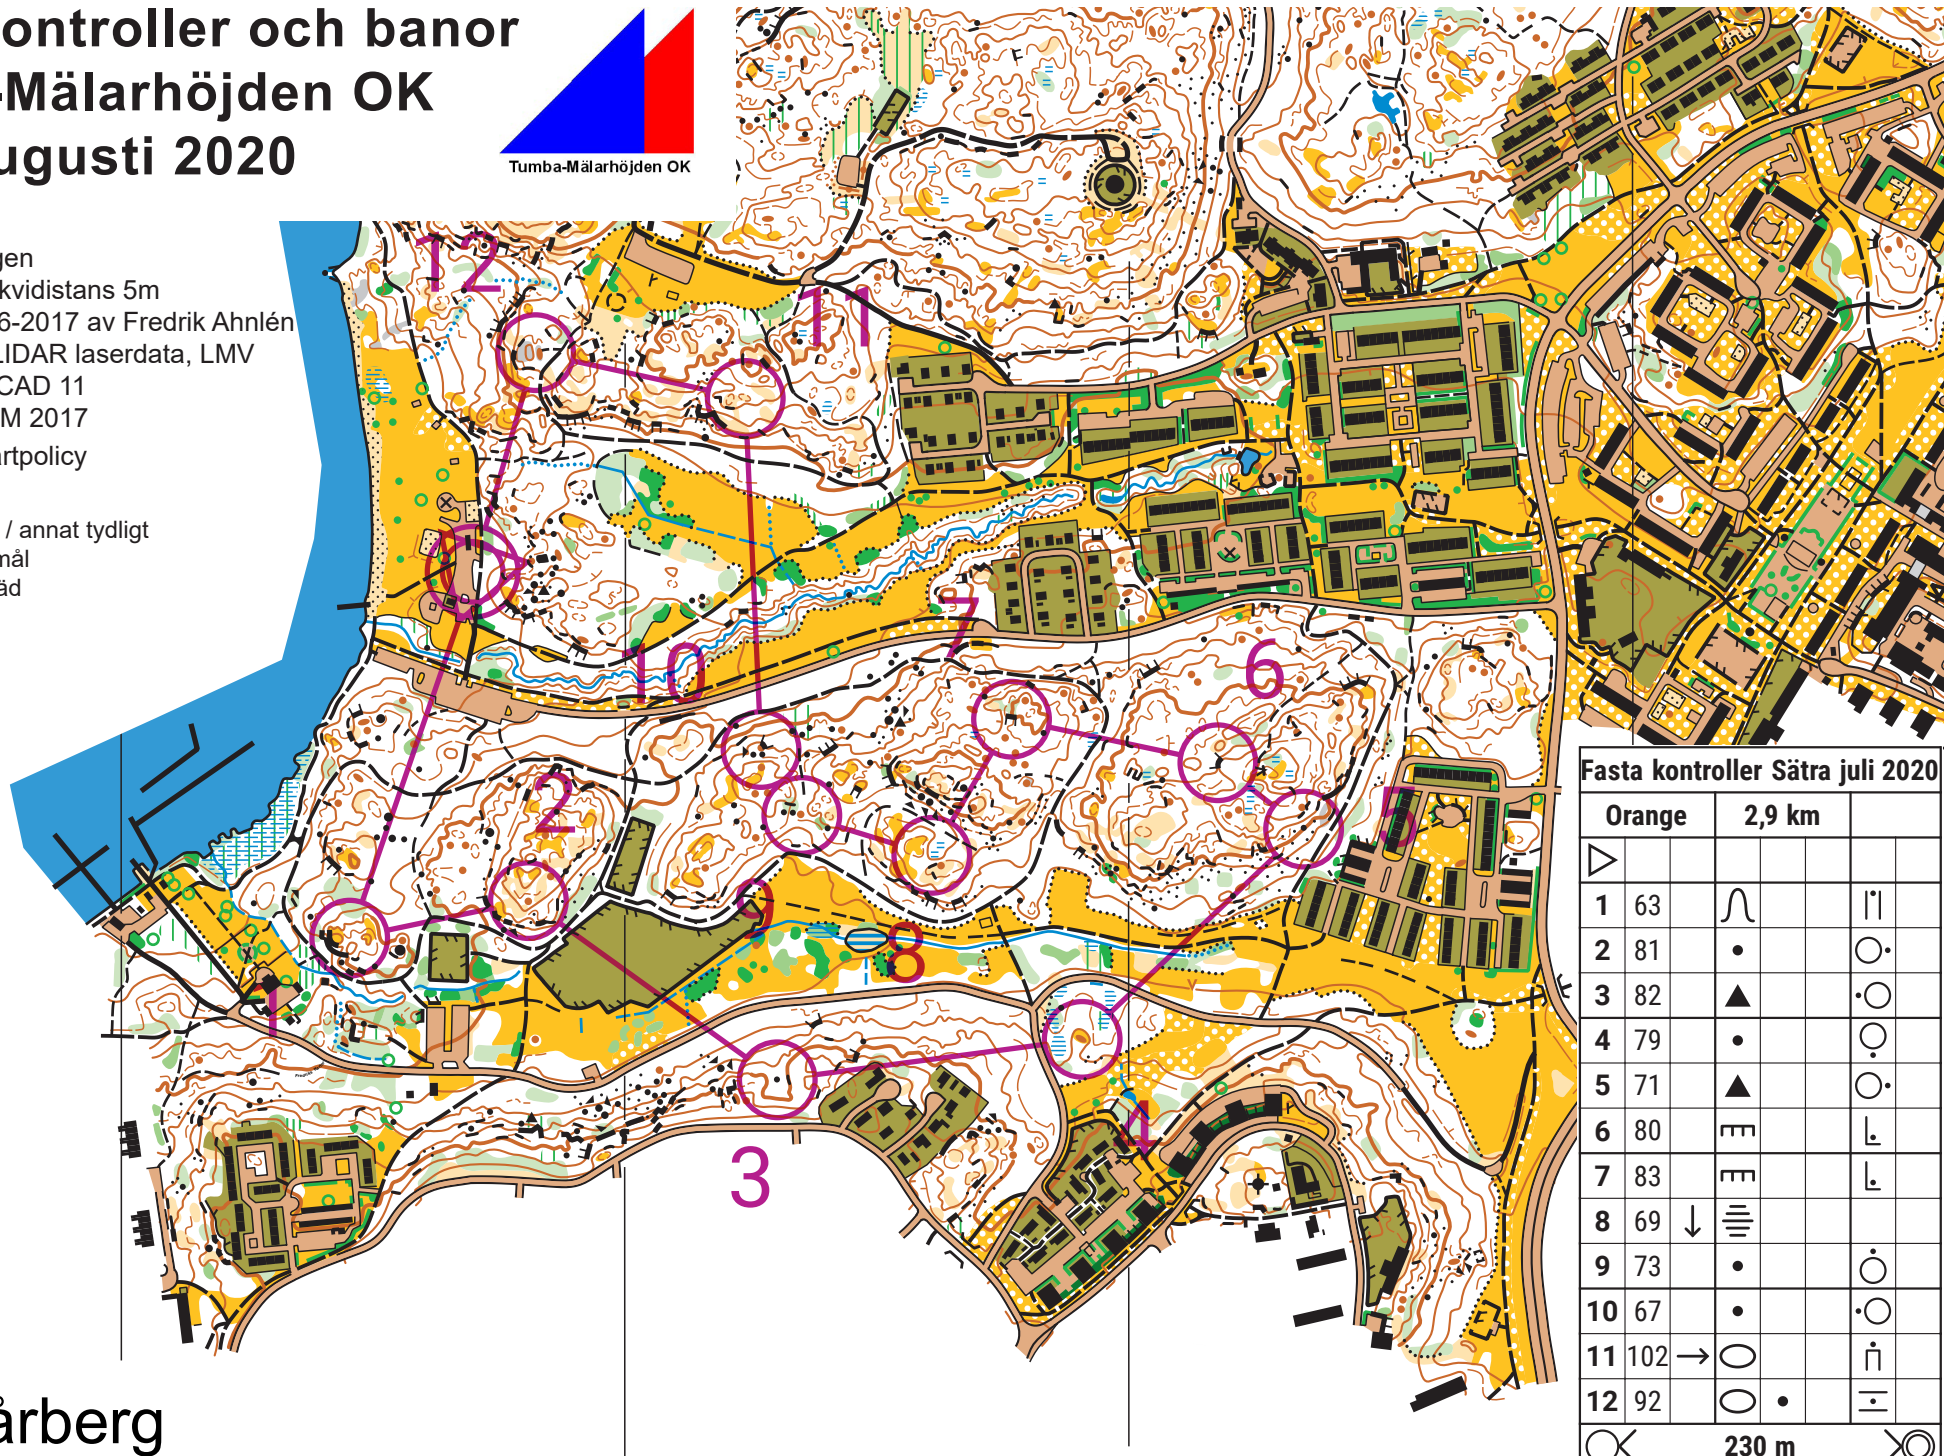 ontroller och banor
-Mälarhöjden OK
ugusti 2020
Tumba-Mälarhöjden OK
gen
kvidistans 5m
6-2017 av Fredrik Ahnlén
LIDAR laserdata, LMV
CAD 11
M 2017
artpolicy
/ annat tydligt
mål
äd
12
11
10
7
6
2
5
9
8
1
4
3
Fasta kontroller Sätra juli 2020
Orange 2,9 km
1 63
2 81
3 82
4 79
5 71
6 80
7 83
8 69
9 73
10 67
11 102
12 92
230 m
årberg